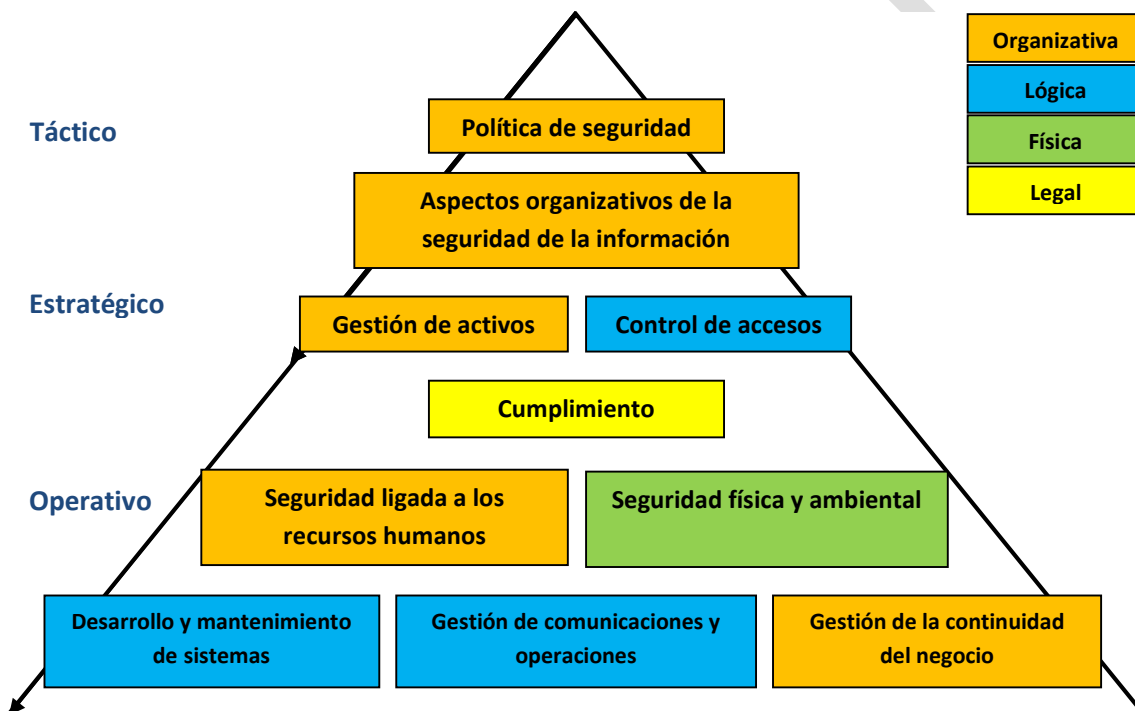 Organizativa
Lógica
Física
Legal
Táctico
Política de seguridad
Aspectos organizativos de la
seguridad de la información
Estratégico
Gestión de activos
Control de accesos
Cumplimiento
Operativo
Seguridad ligada a los
recursos humanos
Seguridad física y ambiental
Desarrollo y mantenimiento
de sistemas
Gestión de comunicaciones y
operaciones
Gestión de la continuidad
del negocio